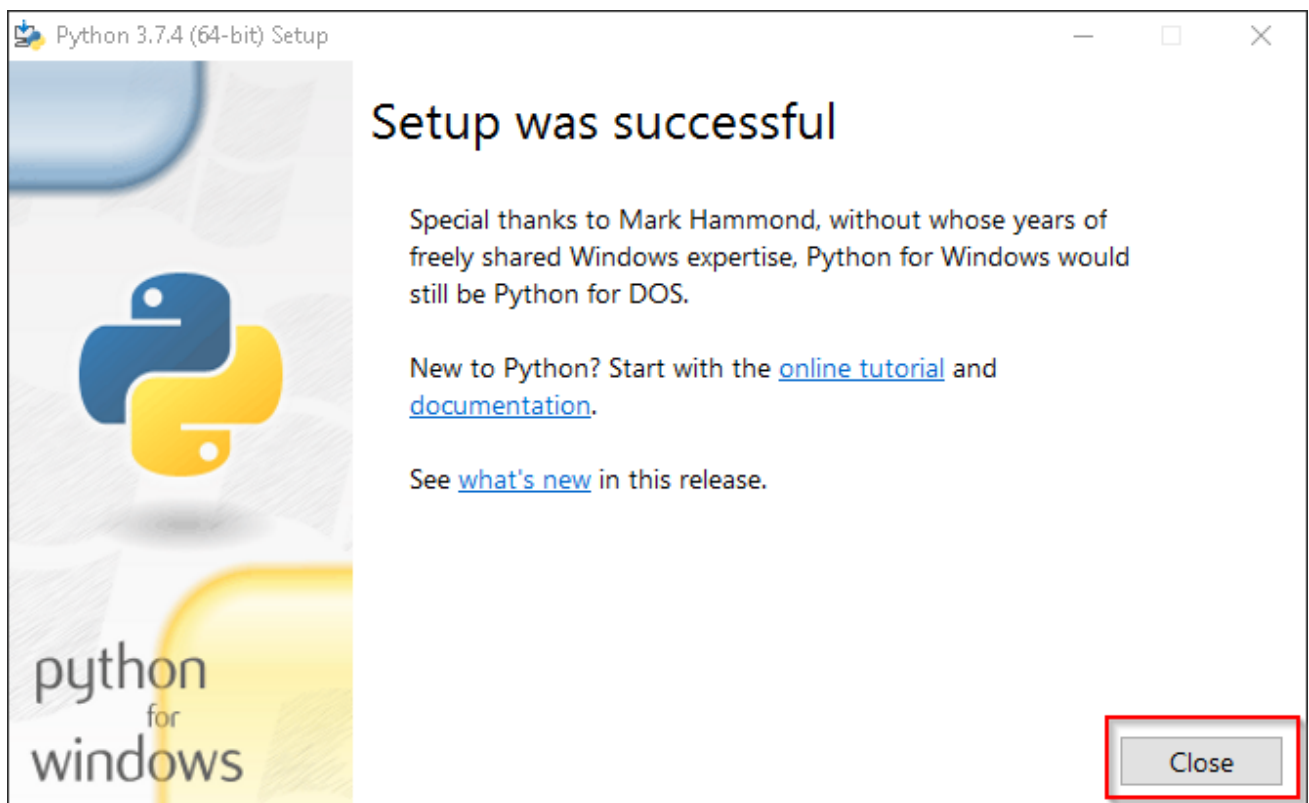 Python 3.7.4 (64-bit) Setup
Setup was successful
Special thanks to Mark Hammond, without whose years of
freely shared Windows expertise, Python for Windows would
still be Python for DOS.
New to Python? Start with the online tutorial and
documentation.
See what's new in this release.
python
for
windows
Close